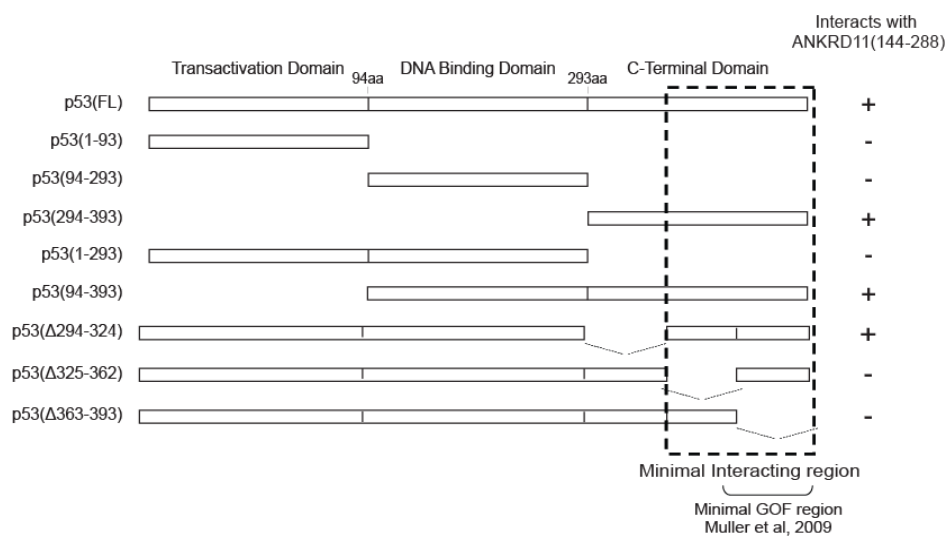 Interacts with
ANKRD11(144-288)
Transactivation Domain DNA Binding Domain C-Terminal Domain
94aa 293aa
p53(FL) +
p53(1-93) -
p53(94-293) -
p53(294-393) +
p53(1-293) -
p53(94-393) +
p53(Δ294-324) +
p53(Δ325-362) -
p53(Δ363-393) -
Minimal Interacting region
Minimal GOF region
Muller et al, 2009